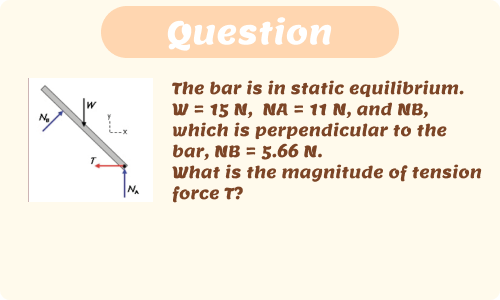 Question
The bar is in static equilibrium.
W = 15 N, NA = 11 N, and NB,
which is perpendicular to the
bar, NB = 5.66 N.
What is the magnitude of tension
force T?
W
NB
y
x
T
NA